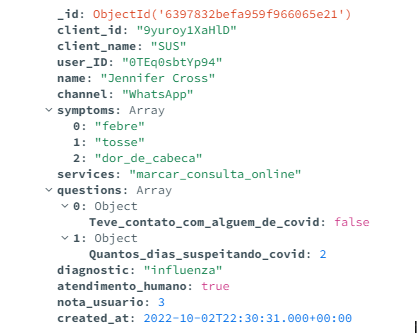 _id: ObjectId('6397832befa959f966065e21')
client_id: "9yuroy1XaHlD"
client_name: "SUS"
user_ID: "0TEq0sbtYp94"
name: "Jennifer Cross"
channel: "WhatsApp"
symptoms: Array
0: "febre"
1: "tosse"
2: "dor_de_cabeca"
services: "marcar_consulta_online"
questions: Array
0: Object
Teve_contato_com_alguem_de_covid: false
1: Object
Quantos_dias_suspeitando_covid: 2
diagnostic: "influenza"
atendimento_humano: true
nota_usuario: 3
created_at: 2022-10-02T22:30:31.000+00:00